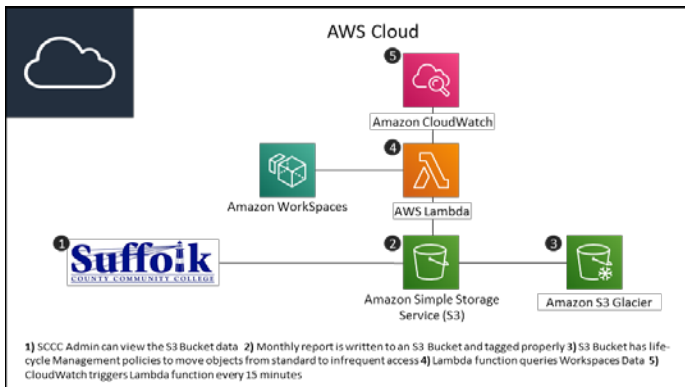 AWS Cloud
5
Amazon CloudWatch
4
Amazon WorkSpaces
AWS Lambda
1
Suffolk
COUNTY COMMUNITY COLLEGE
2
3
Amazon Simple Storage
Service (S3)
Amazon S3 Glacier
1) SCCC Admin can view the S3 Bucket data 2) Monthly report is written to an S3 Bucket and tagged properly 3) S3 Bucket has life-
cycle Management policies to move objects from standard to infrequent access 4) Lambda function queries Workspaces Data 5)
CloudWatch triggers Lambda function every 15 minutes